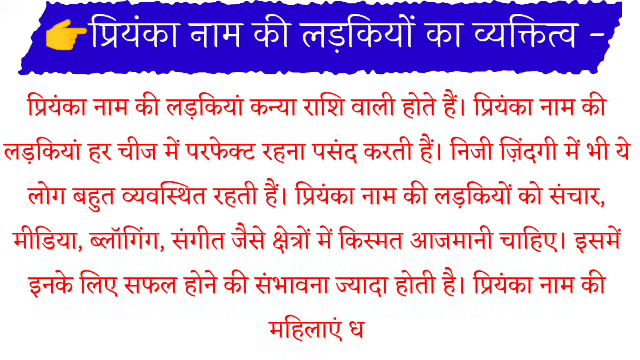 👉प्रियंका नाम की लड़कियों का व्यक्तित्व –
प्रियंका नाम की लड़कियां कन्या राशि वाली होते हैं। प्रियंका नाम की
लड़कियां हर चीज में परफेक्ट रहना पसंद करती हैं। निजी ज़िंदगी में भी ये
लोग बहुत व्यवस्थित रहती हैं। प्रियंका नाम की लड़कियों को संचार,
मीडिया, ब्लॉगिंग, संगीत जैसे क्षेत्रों में किस्मत आजमानी चाहिए। इसमें
इनके लिए सफल होने की संभावना ज्यादा होती है। प्रियंका नाम की
महिलाएं ध